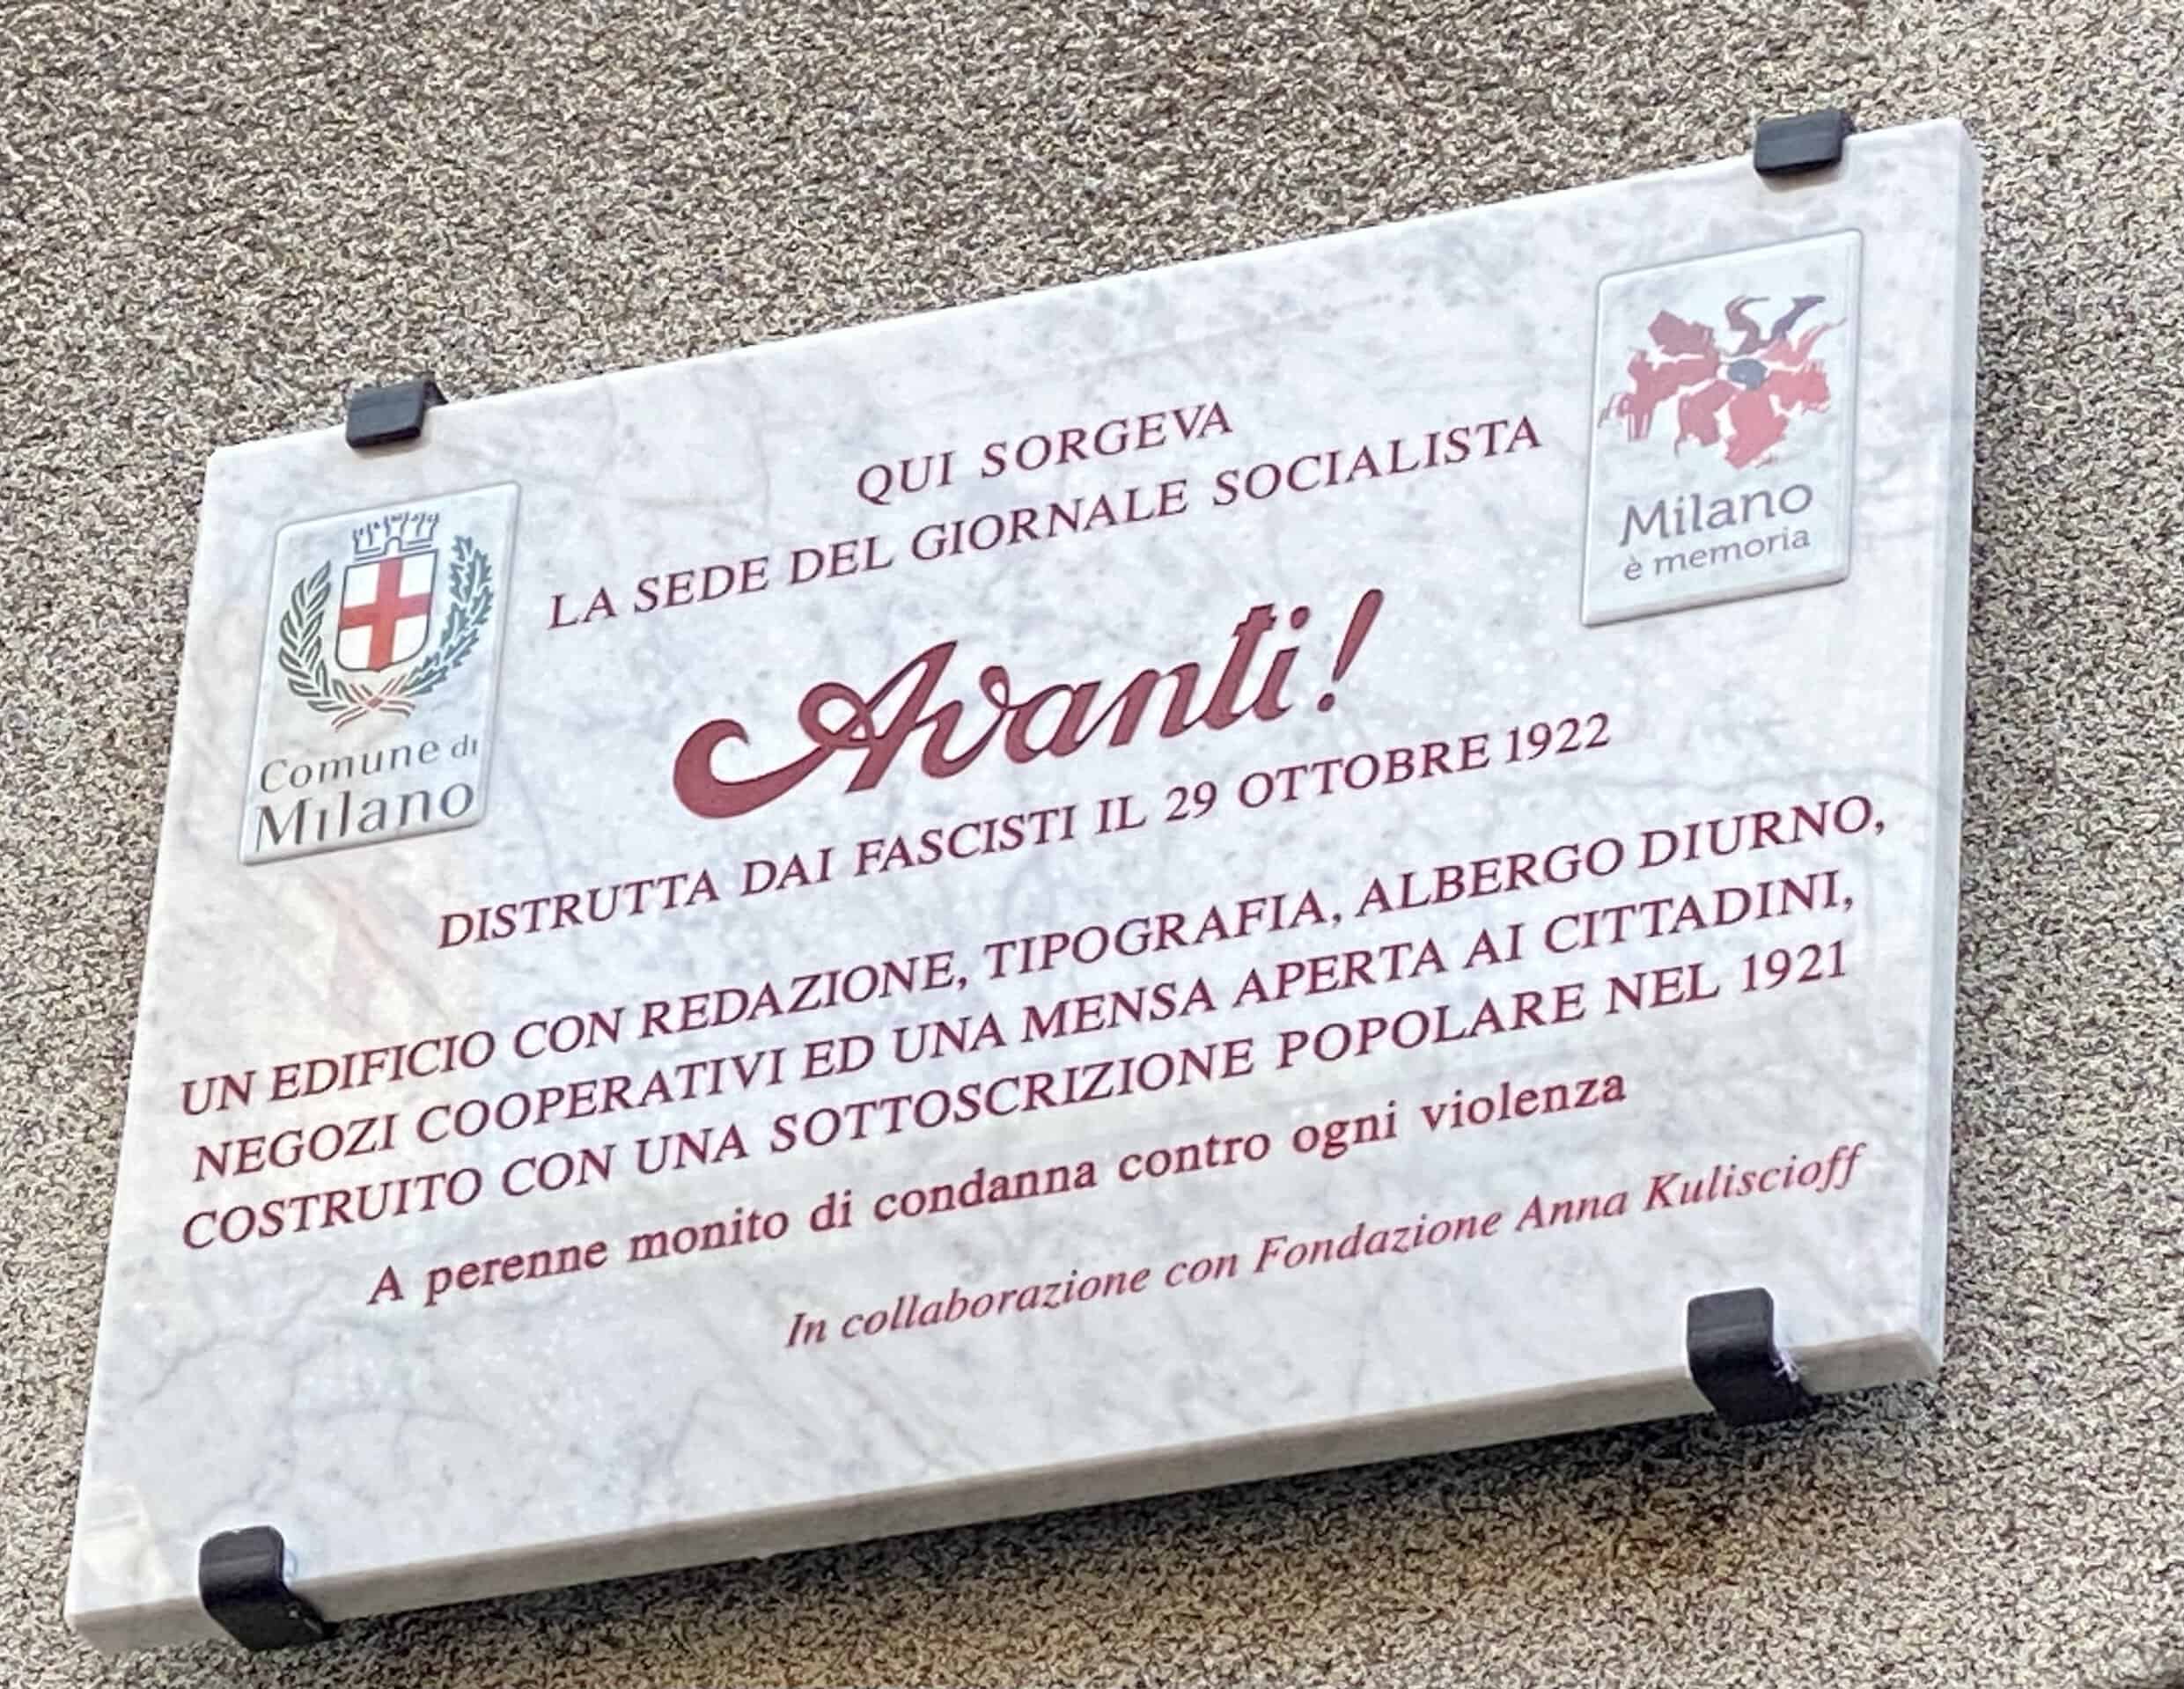 QUI SORGEVA
LA SEDE DEL GIORNALE SOCIALISTA
Avanti!
DISTRUTTA DAI FASCISTI IL 29 OTTOBRE 1922
UN EDIFICIO CON REDAZIONE, TIPOGRAFIA, ALBERGO DIURNO,
NEGOZI COOPERATIVI ED UNA MENSA APERTA AI CITTADINI,
COSTRUITO CON UNA SOTTOSCRIZIONE POPOLARE NEL 1921
A perenne monito di condanna contro ogni violenza
In collaborazione con Fondazione Anna Kuliscioff
Comune di
Milano
Milano
è memoria